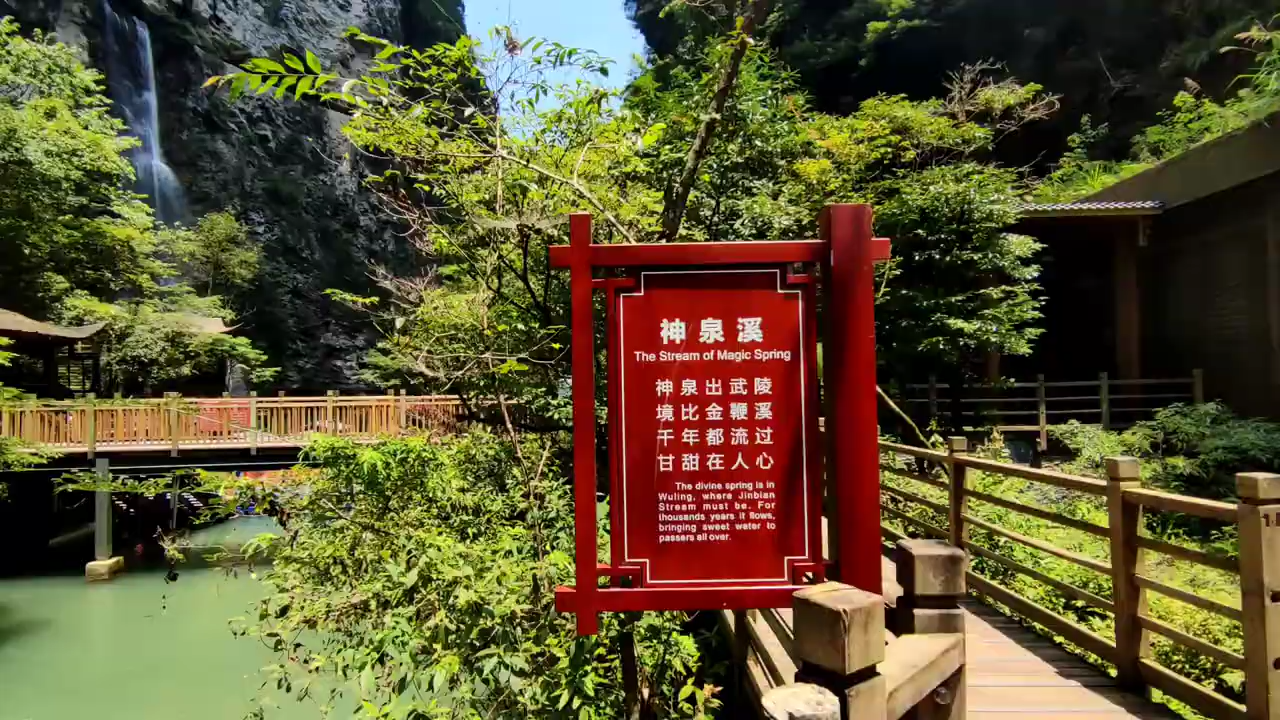 神泉溪
The Stream of Magic Spring
神泉出武陵
境比金鞭溪
千年都流过
甘甜在人心
The divine spring is in
Wuling, where Jinbian
Stream must be. For
thousands years it flows,
bringing sweet water to
passers all over.